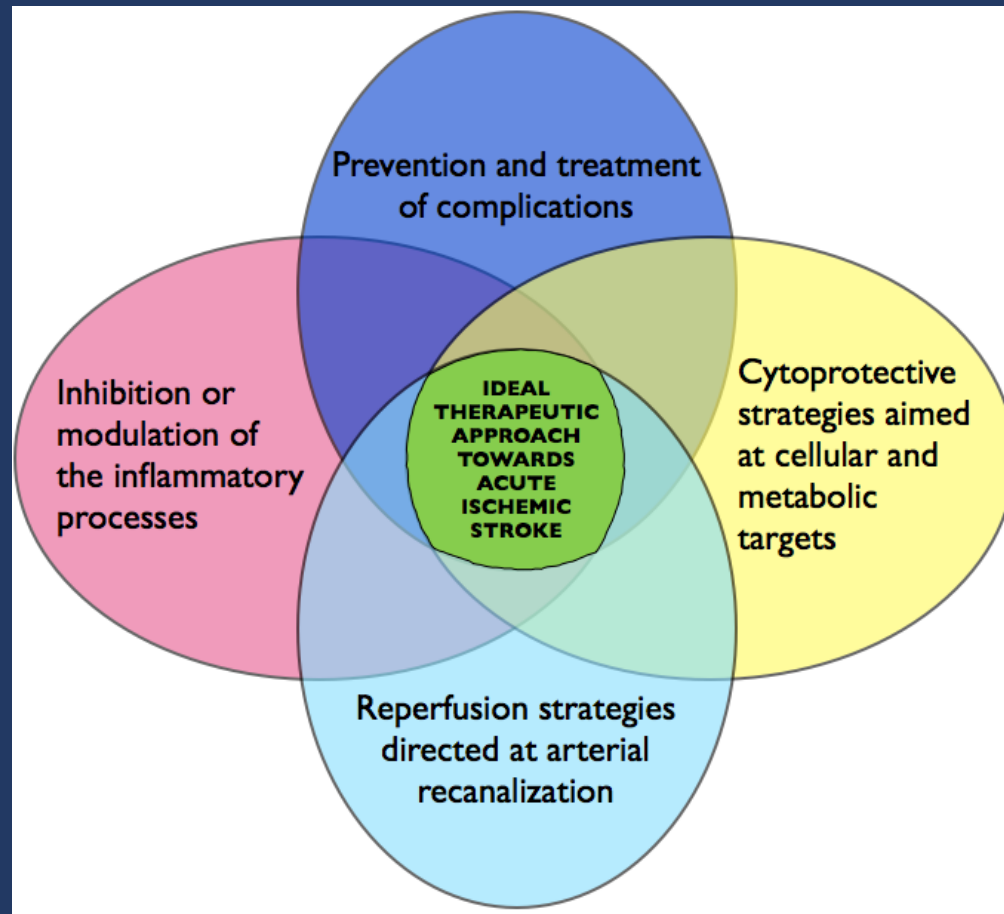 Prevention and treatment
of complications
Inhibition or
modulation of
the inflammatory
processes
IDEAL
THERAPEUTIC
APPROACH
TOWARDS
ACUTE
ISCHEMIC
STROKE
Cytoprotective
strategies aimed
at cellular and
metabolic
targets
Reperfusion strategies
directed at arterial
recanalization